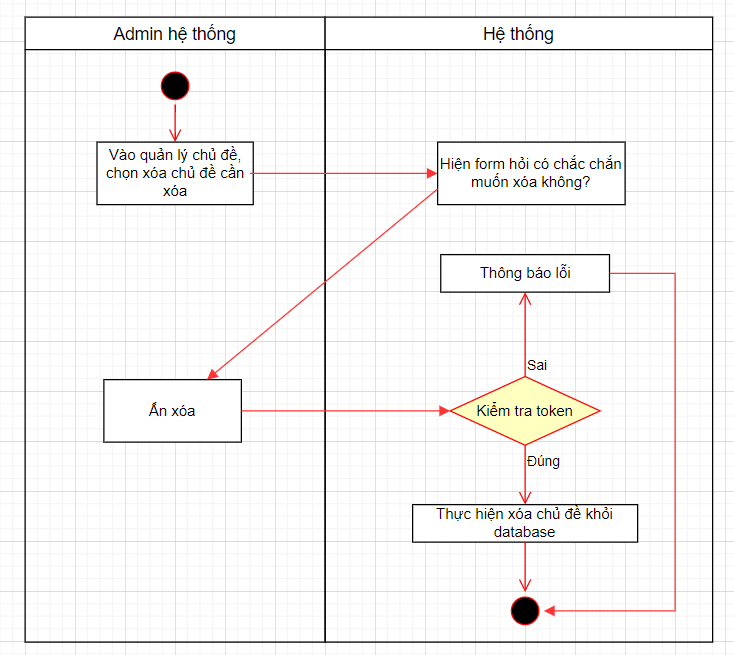 Admin hệ thống
Hệ thống
Vào quản lý chủ đề,
chọn xóa chủ đề cần
xóa
Hiện form hỏi có chắc chắn
muốn xóa không?
Thông báo lỗi
Sai
Ấn xóa
Kiểm tra token
Đúng
Thực hiện xóa chủ đề khỏi
database